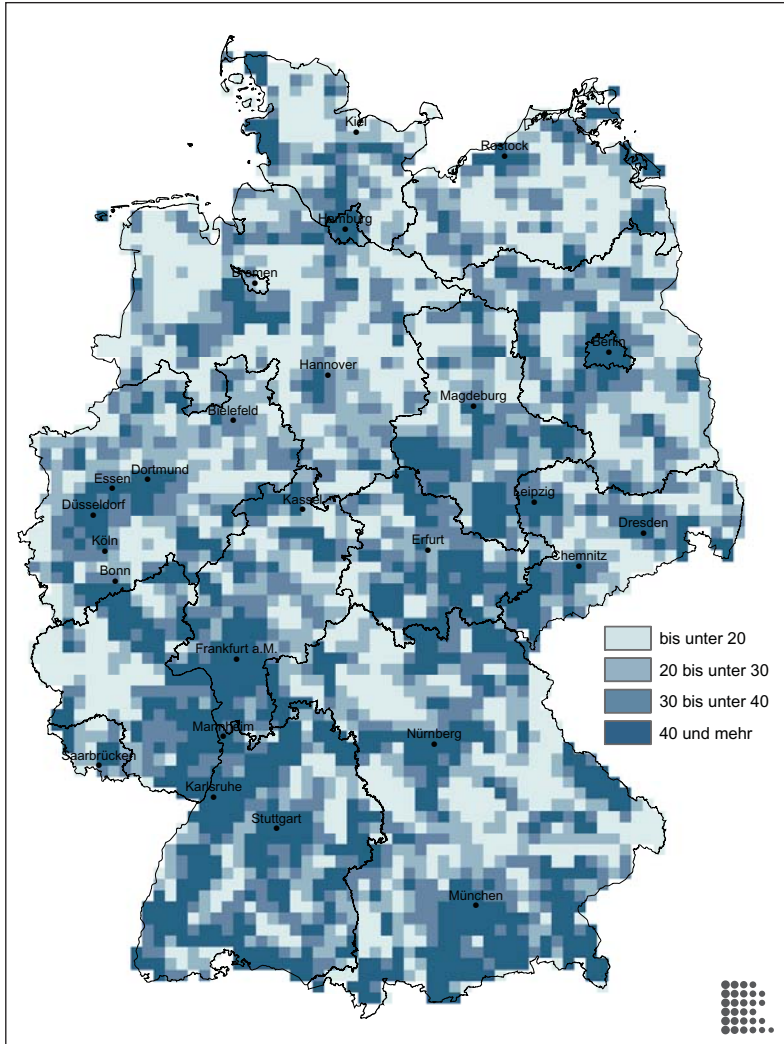 Kiel
Rostock
Hamburg
Bremen
Berlin
Hannover
Magdeburg
Bielefeld
Dortmund
Essen
Düsseldorf
Kassel
Leipzig
Dresden
Köln
Erfurt
Chemnitz
Bonn
bis unter 20
Frankfurt a.M.
20 bis unter 30
30 bis unter 40
Mannheim
40 und mehr
Nürnberg
Saarbrücken
Karlsruhe
Stuttgart
München